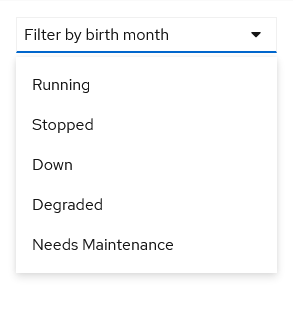 Filter by birth month
Running
Stopped
Down
Degraded
Needs Maintenance